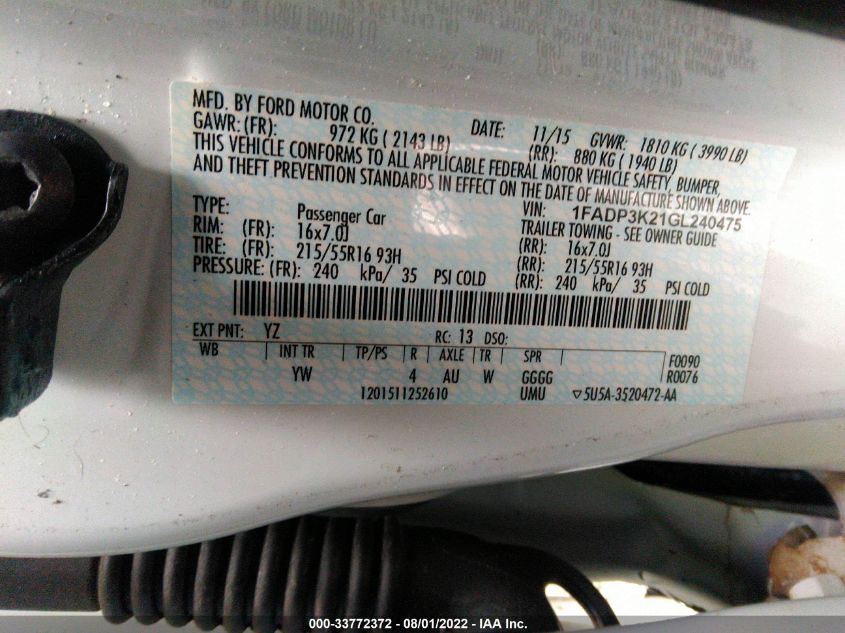 MFD. BY FORD MOTOR CO.
DATE: 11/15 GVWR: 1810 KG ( 3990 LB)
GAWR: (FR): 972 KG ( 2143 LB) (RR): 880 KG ( 1940 LB)
THIS VEHICLE CONFORMS TO ALL APPLICABLE FEDERAL MOTOR VEHICLE SAFETY, BUMPER,
AND THEFT PREVENTION STANDARDS IN EFFECT ON THE DATE OF MANUFACTURE SHOWN ABOVE.
VIN: 1FADP3K21GL240475
TYPE: Passenger Car TRAILER TOWING - SEE OWNER GUIDE
RIM: (FR): 16x7.0J (RR): 16x7.0J
TIRE: (FR): 215/55R16 93H (RR): 215/55R16 93H
PRESSURE: (FR): 240 kPa/ 35 PSI COLD (RR): 240 kPa/ 35 PSI COLD
EXT PNT: YZ RC: 13 DSO:
WB INT TR TP/PS R AXLE TR SPR F0090
YW 4 AU W GGGG R0076
1201511252610 UMU ▽5U5A-3520472-AA
000-33772372 - 08/01/2022 - IAA Inc.